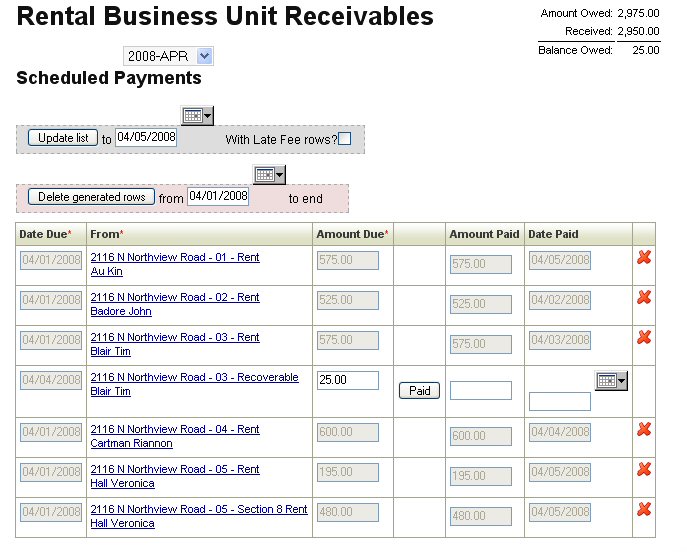 Rental Business Unit Receivables
Amount Owed: 2,975.00
Received: 2,950.00
Balance Owed: 25.00
2008-APR
Scheduled Payments
Update list to 04/05/2008 With Late Fee rows?
Delete generated rows from 04/01/2008 to end
Date Due* From* Amount Due* Amount Paid Date Paid
04/01/2008 2116 N Northview Road - 01 - Rent 575.00 575.00 04/05/2008
Au Kin
04/01/2008 2116 N Northview Road - 02 - Rent 525.00 525.00 04/02/2008
Badore John
04/01/2008 2116 N Northview Road - 03 - Rent 575.00 575.00 04/03/2008
Blair Tim
04/04/2008 2116 N Northview Road - 03 - Recoverable 25.00 Paid
Blair Tim
04/01/2008 2116 N Northview Road - 04 - Rent 600.00 600.00 04/04/2008
Cartman Riannon
04/01/2008 2116 N Northview Road - 05 - Rent 195.00 195.00 04/05/2008
Hall Veronica
04/01/2008 2116 N Northview Road - 05 - Section 8 Rent 480.00 480.00 04/05/2008
Hall Veronica